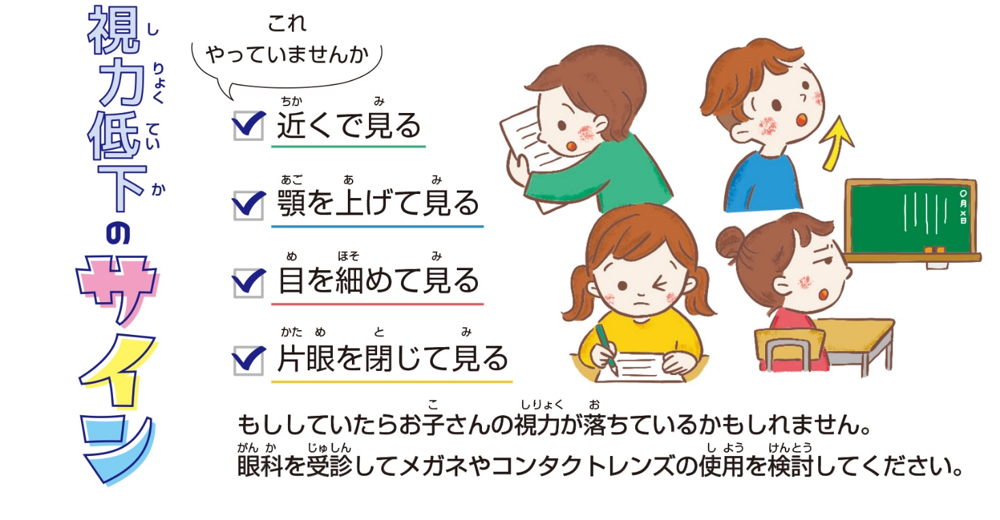 視力低下のサイン
しりょくていか
これ
やっていませんか
ちか み
近くで見る
あご あ み
顎を上げて見る
め ほそ み
目を細めて見る
かため と み
片眼を閉じて見る
〇月×日
こ しりょく お
もししていたらお子さんの視力が落ちているかもしれません。
がんか じゅしん しよう けんとう
眼科を受診してメガネやコンタクトレンズの使用を検討してください。